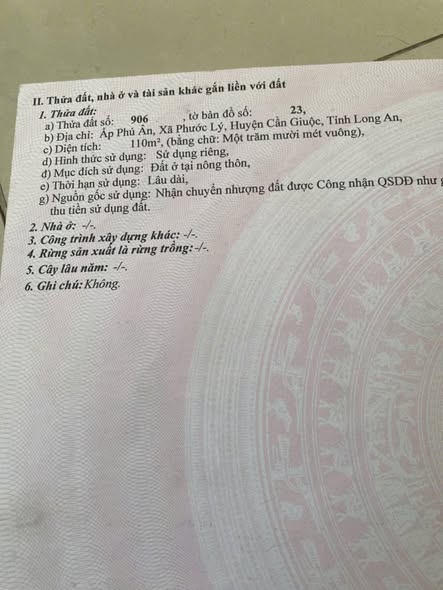 II. Thửa đất, nhà ở và tài sản khác gắn liền với đất
1. Thửa đất:
a) Thửa đất số: 906 , tờ bản đồ số: 23,
b) Địa chỉ: Ấp Phú Ân, Xã Phước Lý, Huyện Cần Giuộc, Tỉnh Long An,
c) Diện tích: 110m², (bằng chữ: Một trăm mười mét vuông),
d) Hình thức sử dụng: Sử dụng riêng,
đ) Mục đích sử dụng: Đất ở tại nông thôn,
e) Thời hạn sử dụng: Lâu dài,
g) Nguồn gốc sử dụng: Nhận chuyển nhượng đất được Công nhận QSDĐ như
thu tiền sử dụng đất.
2. Nhà ở: -/-.
3. Công trình xây dựng khác: -/-.
4. Rừng sản xuất là rừng trồng: -/-.
5. Cây lâu năm: -/-.
6. Ghi chú: Không.